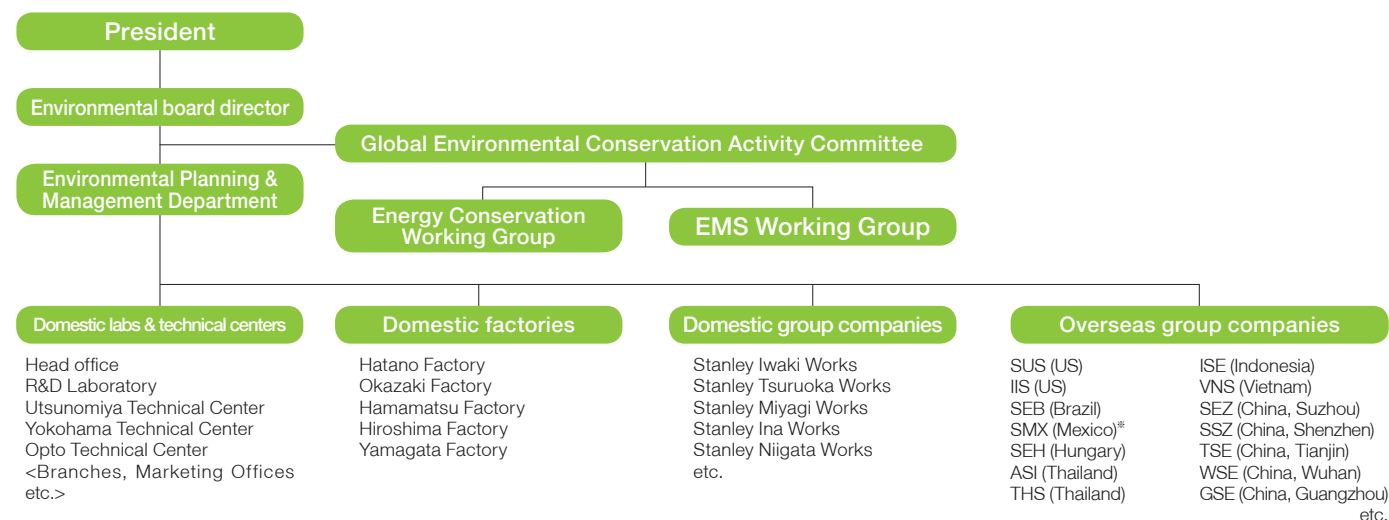 President
Environmental board director
Global Environmental Conservation Activity Committee
Environmental Planning &
Management Department
Energy Conservation
Working Group
EMS Working Group
Domestic labs & technical centers
Head office
R&D Laboratory
Utsunomiya Technical Center
Yokohama Technical Center
Opto Technical Center
<Branches, Marketing Offices
etc.>
Domestic factories
Hatano Factory
Okazaki Factory
Hamamatsu Factory
Hiroshima Factory
Yamagata Factory
Domestic group companies
Stanley Iwaki Works
Stanley Tsuruoka Works
Stanley Miyagi Works
Stanley Ina Works
Stanley Niigata Works
etc.
Overseas group companies
SUS (US)
IIS (US)
SEB (Brazil)
SMX (Mexico)※
SEH (Hungary)
ASI (Thailand)
THS (Thailand)
ISE (Indonesia)
VNS (Vietnam)
SEZ (China, Suzhou)
SSZ (China, Shenzhen)
TSE (China, Tianjin)
WSE (China, Wuhan)
GSE (China, Guangzhou)
etc.